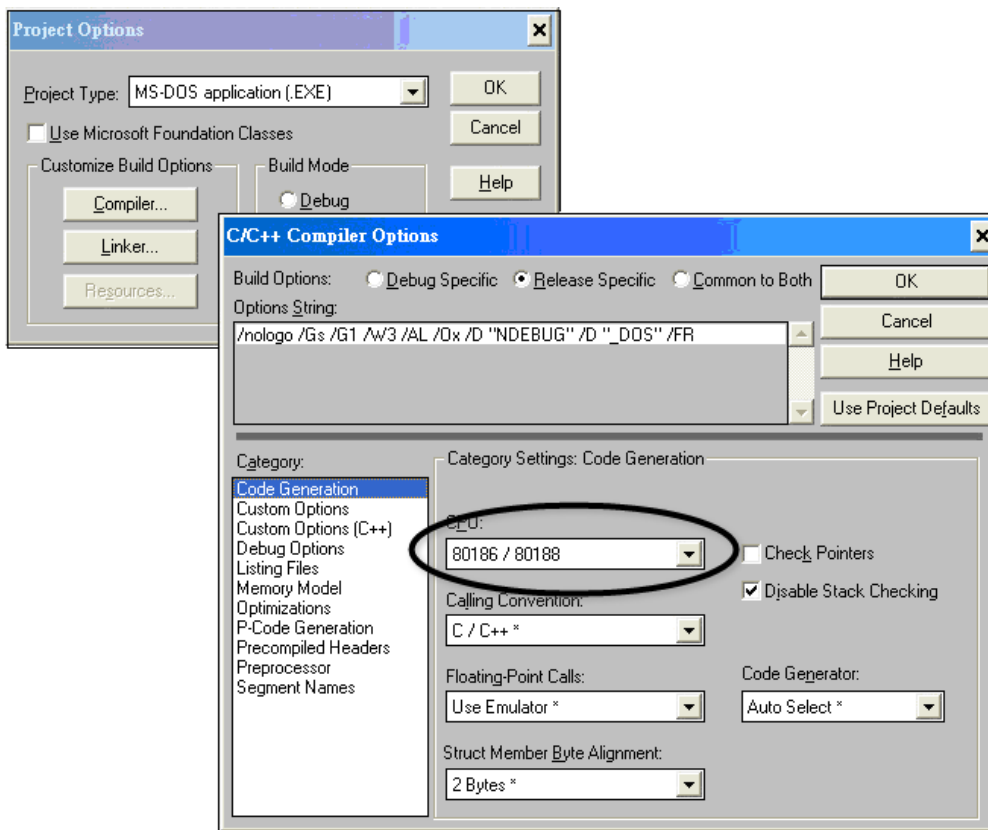 Project Options
Project Type: MS-DOS application (.EXE)
OK
Use Microsoft Foundation Classes
Cancel
Customize Build Options
Build Mode
Help
Compiler...
Debug
Linker...
Resources...
C/C++ Compiler Options
Build Options: Debug Specific Release Specific Common to Both
OK
Options String:
/nologo /Gs /G1 /W3 /AL /Ox /D "NDEBUG" /D "_DOS" /FR
Cancel
Help
Use Project Defaults
Category:
Category Settings: Code Generation
Code Generation
Custom Options
Custom Options (C++)
Debug Options
Listing Files
Memory Model
Optimizations
P-Code Generation
Precompiled Headers
Preprocessor
Segment Names
CPU:
80186 / 80188
Check Pointers
Disable Stack Checking
Calling Convention:
C / C++ *
Floating-Point Calls:
Use Emulator *
Code Generator:
Auto Select *
Struct Member Byte Alignment:
2 Bytes *